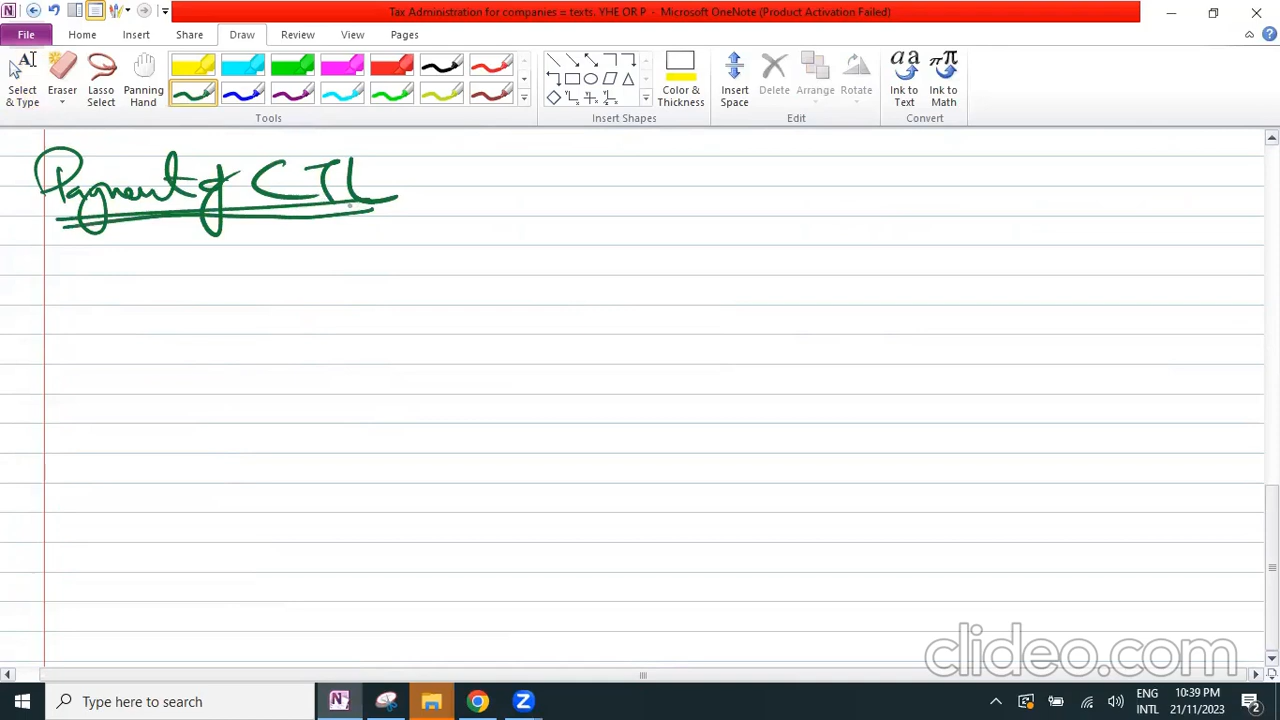 Tax Administration for companies = texts. YHE OR P - Microsoft OneNote (Product Activation Failed)
File Home Insert Share Draw Review View Pages
Select & Type
Eraser
Lasso Select
Panning Hand
Color & Thickness
Insert Space
Delete
Arrange
Rotate
Ink to Text
Ink to Math
Tools Insert Shapes Edit Convert
Payment of CTL
clideo.com
Type here to search
ENG 10:39 PM
INTL 21/11/2023
2